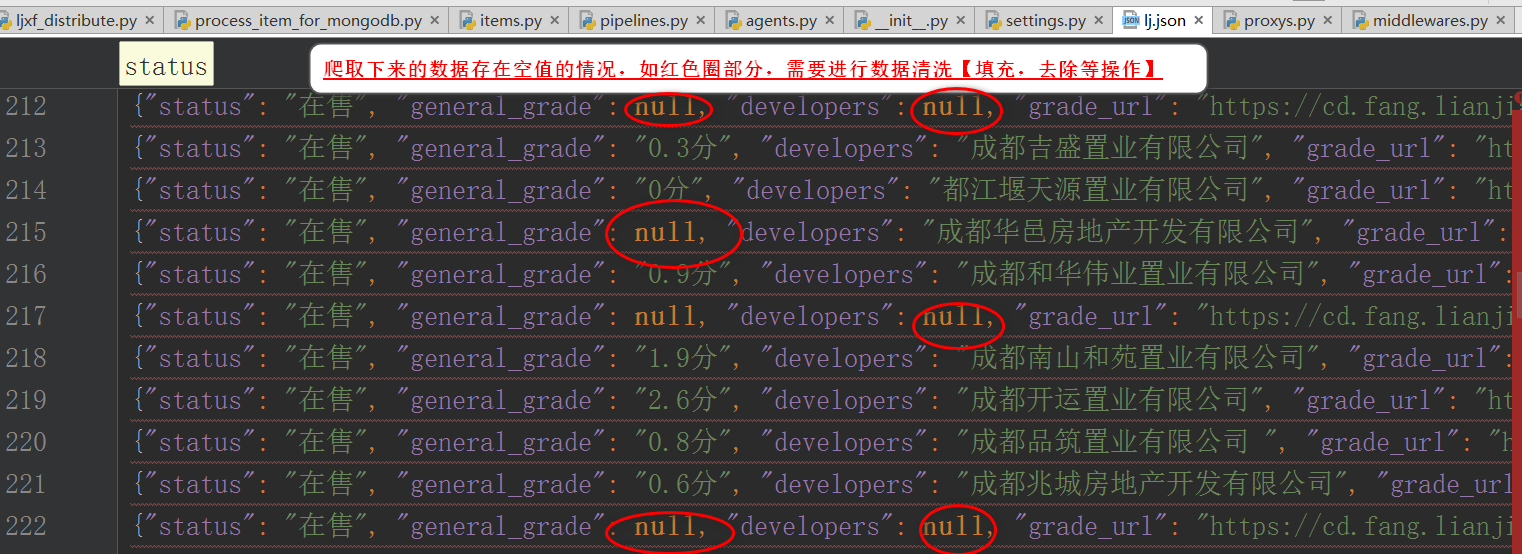 ljxf_distribute.py process_item_for_mongodb.py items.py pipelines.py agents.py __init__.py settings.py lj.json proxys.py middlewares.py
status
爬取下来的数据存在空值的情况，如红色圈部分，需要进行数据清洗【填充，去除等操作】
212 {"status": "在售", "general_grade": null, "developers": null, "grade_url": "https://cd.fang.lianji
213 {"status": "在售", "general_grade": "0.3分", "developers": "成都吉盛置业有限公司", "grade_url": "ht
214 {"status": "在售", "general_grade": "0分", "developers": "都江堰天源置业有限公司", "grade_url": "ht
215 {"status": "在售", "general_grade": null, "developers": "成都华邑房地产开发有限公司", "grade_url":
216 {"status": "在售", "general_grade": "0.9分", "developers": "成都和华伟业置业有限公司", "grade_url":
217 {"status": "在售", "general_grade": null, "developers": null, "grade_url": "https://cd.fang.lianji
218 {"status": "在售", "general_grade": "1.9分", "developers": "成都南山和苑置业有限公司", "grade_url":
219 {"status": "在售", "general_grade": "2.6分", "developers": "成都开运置业有限公司", "grade_url": "ht
220 {"status": "在售", "general_grade": "0.8分", "developers": "成都品筑置业有限公司 ", "grade_url": "h
221 {"status": "在售", "general_grade": "0.6分", "developers": "成都兆城房地产开发有限公司", "grade_url
222 {"status": "在售", "general_grade": null, "developers": null, "grade_url": "https://cd.fang.lianji